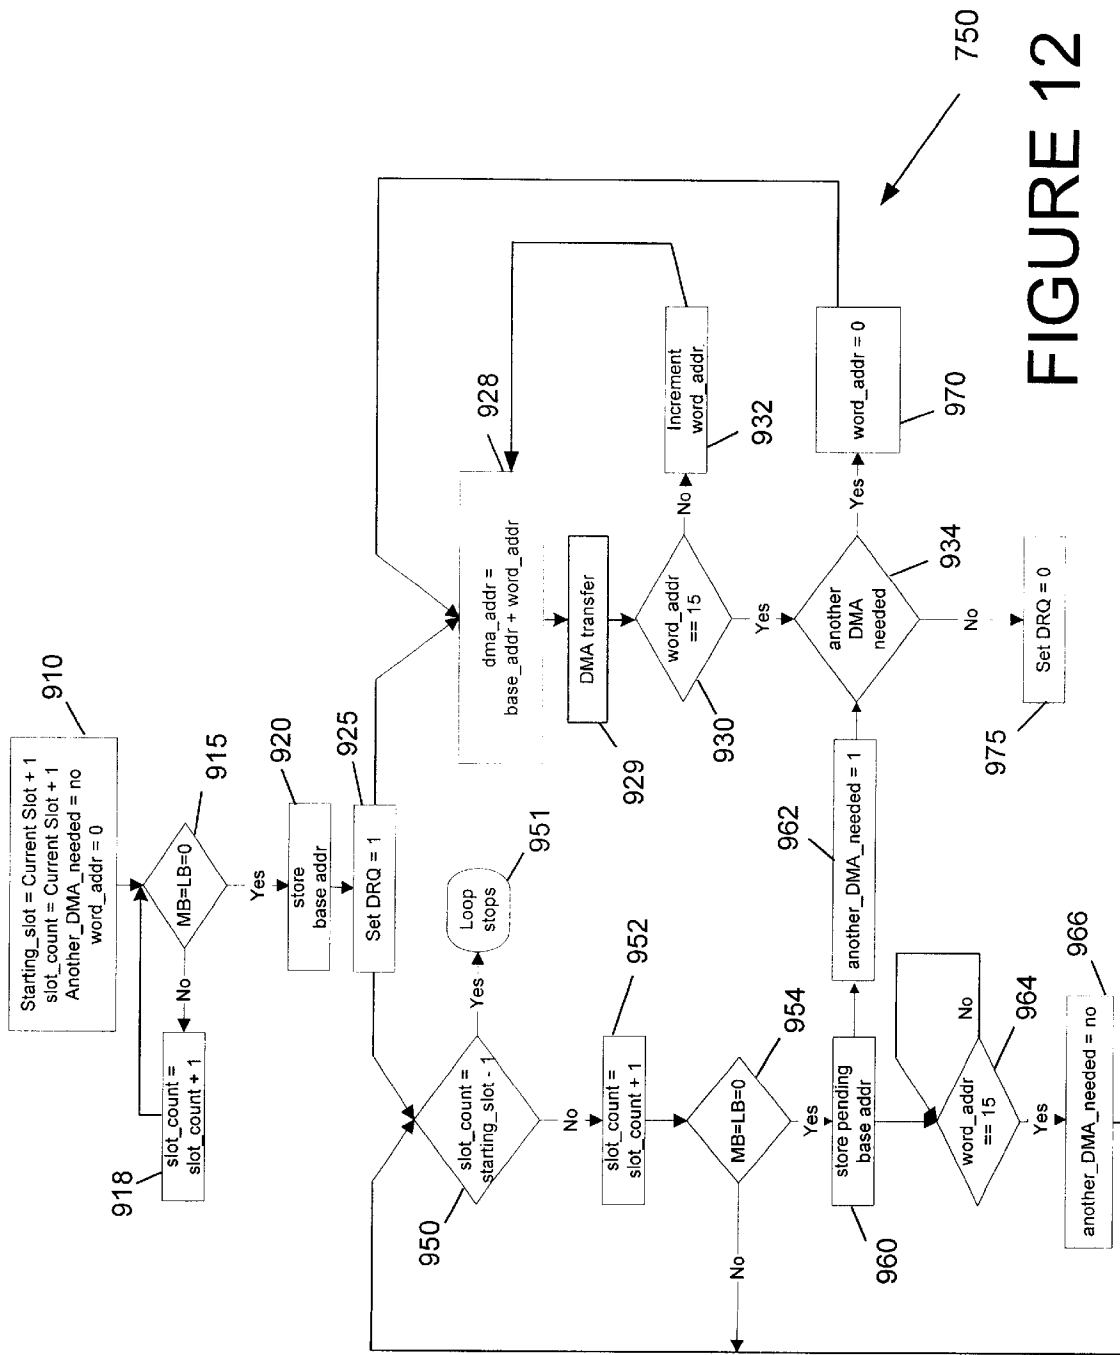 910
Starting_slot = Current Slot + 1
slot_count = Current Slot + 1
Another_DMA_needed = no
word_addr = 0
915
MB=LB=0
No
918
slot_count =
slot_count + 1
Yes
920
store
base addr
925
Set DRQ = 1
950
slot_count=
starting_slot - 1
Yes
951
Loop
stops
No
952
slot_count =
slot_count + 1
954
MB=LB=0
No
Yes
960
store pending
base addr
962
another_DMA_needed = 1
964
word_addr
== 15
No
Yes
966
another_DMA_needed = no
928
dma_addr =
base_addr + word_addr
929
DMA transfer
930
word_addr
== 15
No
932
Increment
word_addr
Yes
934
another
DMA
needed
Yes
970
word_addr = 0
No
975
Set DRQ = 0
750
FIGURE 12